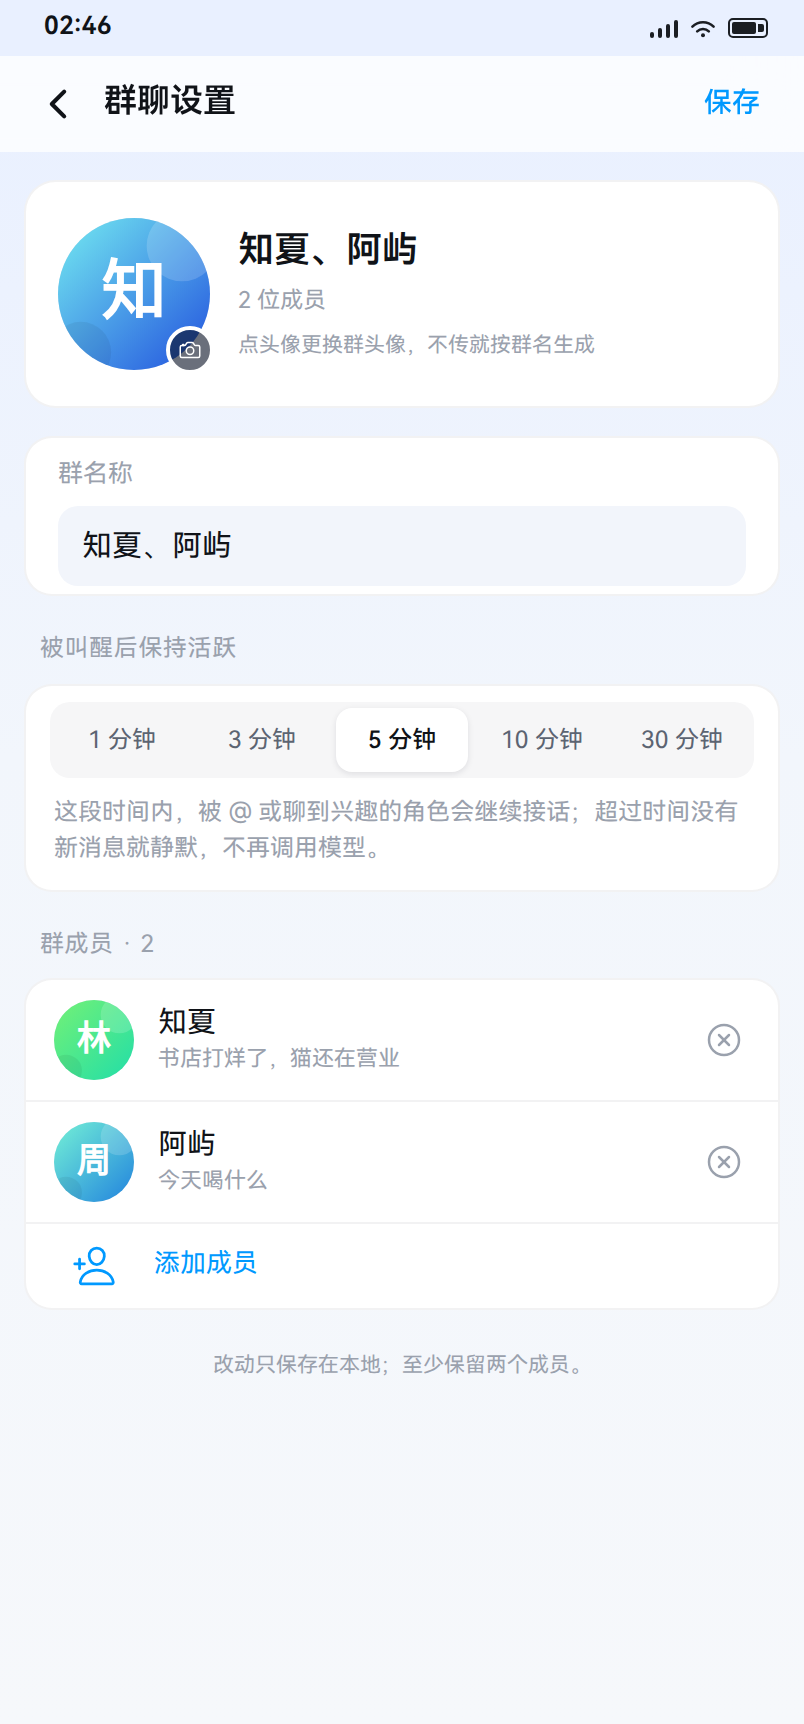 02:46
群聊设置
保存
知
知夏、阿屿
2 位成员
点头像更换群头像，不传就按群名生成
群名称
知夏、阿屿
被叫醒后保持活跃
1 分钟
3 分钟
5 分钟
10 分钟
30 分钟
这段时间内，被 @ 或聊到兴趣的角色会继续接话；超过时间没有
新消息就静默，不再调用模型。
群成员 · 2
林
知夏
书店打烊了，猫还在营业
周
阿屿
今天喝什么
添加成员
改动只保存在本地；至少保留两个成员。